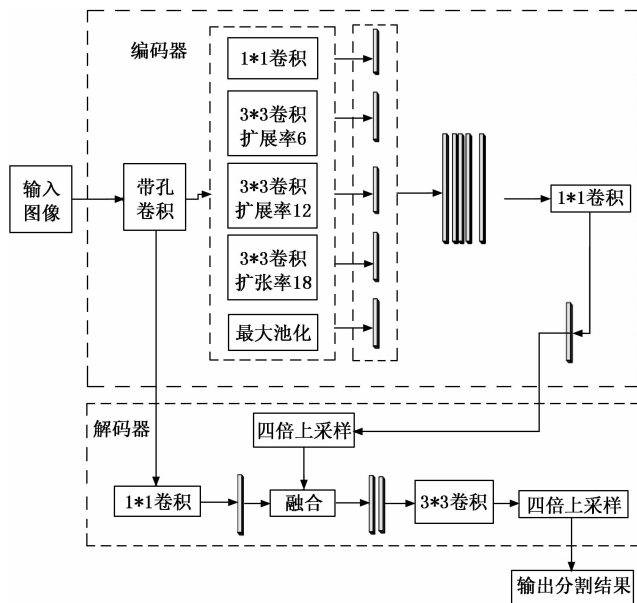 编码器
1*1卷积
3*3卷积
扩展率6
输入
图像
带孔
卷积
3*3卷积
扩展率12
1*1卷积
3*3卷积
扩张率18
最大池化
解码器
四倍上采样
1*1卷积
融合
3*3卷积
四倍上采样
输出分割结果